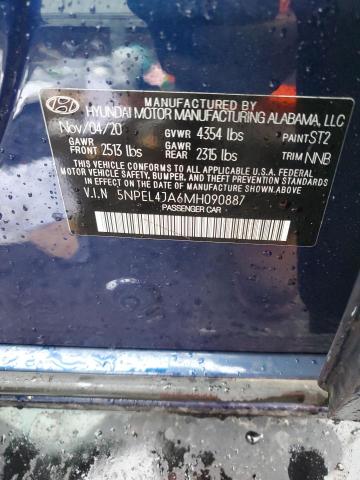 MANUFACTURED BY
HYUNDAI MOTOR MANUFACTURING ALABAMA, LLC
Nov/04/20 GVWR 4354 lbs PAINT ST2
GAWR FRONT 2513 lbs GAWR REAR 2315 lbs TRIM NNB
THIS VEHICLE CONFORMS TO ALL APPLICABLE U.S.A. FEDERAL
MOTOR VEHICLE SAFETY, BUMPER, AND THEFT PREVENTION STANDARDS
IN EFFECT ON THE DATE OF MANUFACTURE SHOWN ABOVE.
V.I.N 5NPEL4JA6MH090887
PASSENGER CAR